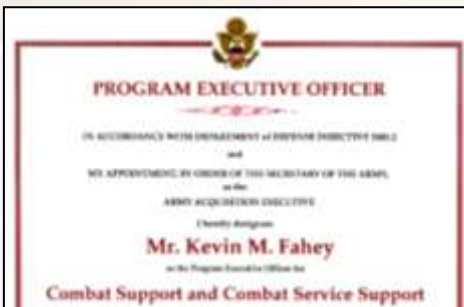 PROGRAM EXECUTIVE OFFICER
IN ACCORDANCE WITH DEPARTMENT of DEFENSE DIRECTIVE
and
MY APPOINTMENT BY ORDER OF THE SECRETARY OF THE ARMY,
as the
ARMY ACQUISITION EXECUTIVE
I hereby designate
Mr. Kevin M. Fahey
as the Program Executive Officer for
Combat Support and Combat Service Support